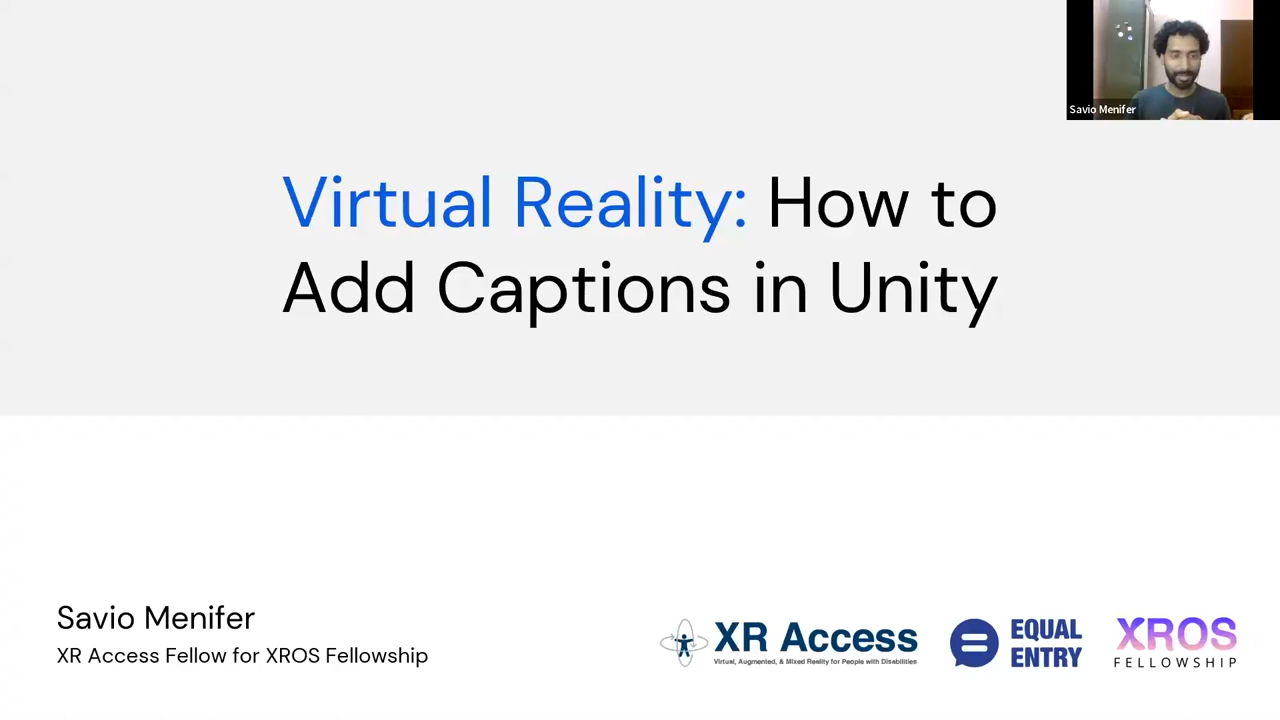 Savio Menifer
Virtual Reality: How to
Add Captions in Unity
Savio Menifer
XR Access Fellow for XROS Fellowship
XR Access
Virtual, Augmented, & Mixed Reality for People with Disabilities
EQUAL
ENTRY
XROS
FELLOWSHIP